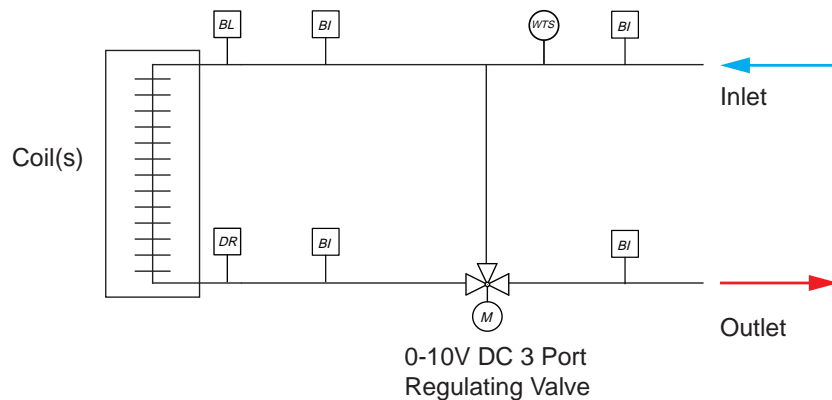 BL
BI
WTS
BI
Inlet
Coil(s)
DR
BI
BI
M
Outlet
0-10V DC 3 Port
Regulating Valve